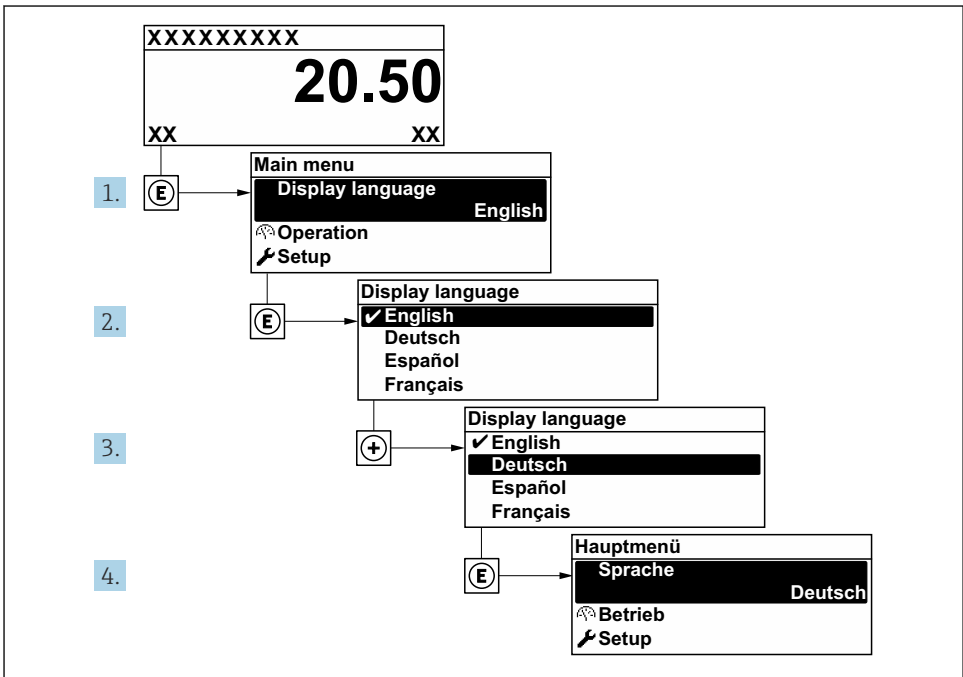 XXXXXXXXX
20.50
XX XX
1. E
Main menu
Display language
English
Operation
Setup
2. E
Display language
✔ English
Deutsch
Español
Français
3. +
Display language
✔ English
Deutsch
Español
Français
4. E
Hauptmenü
Sprache
Deutsch
Betrieb
Setup